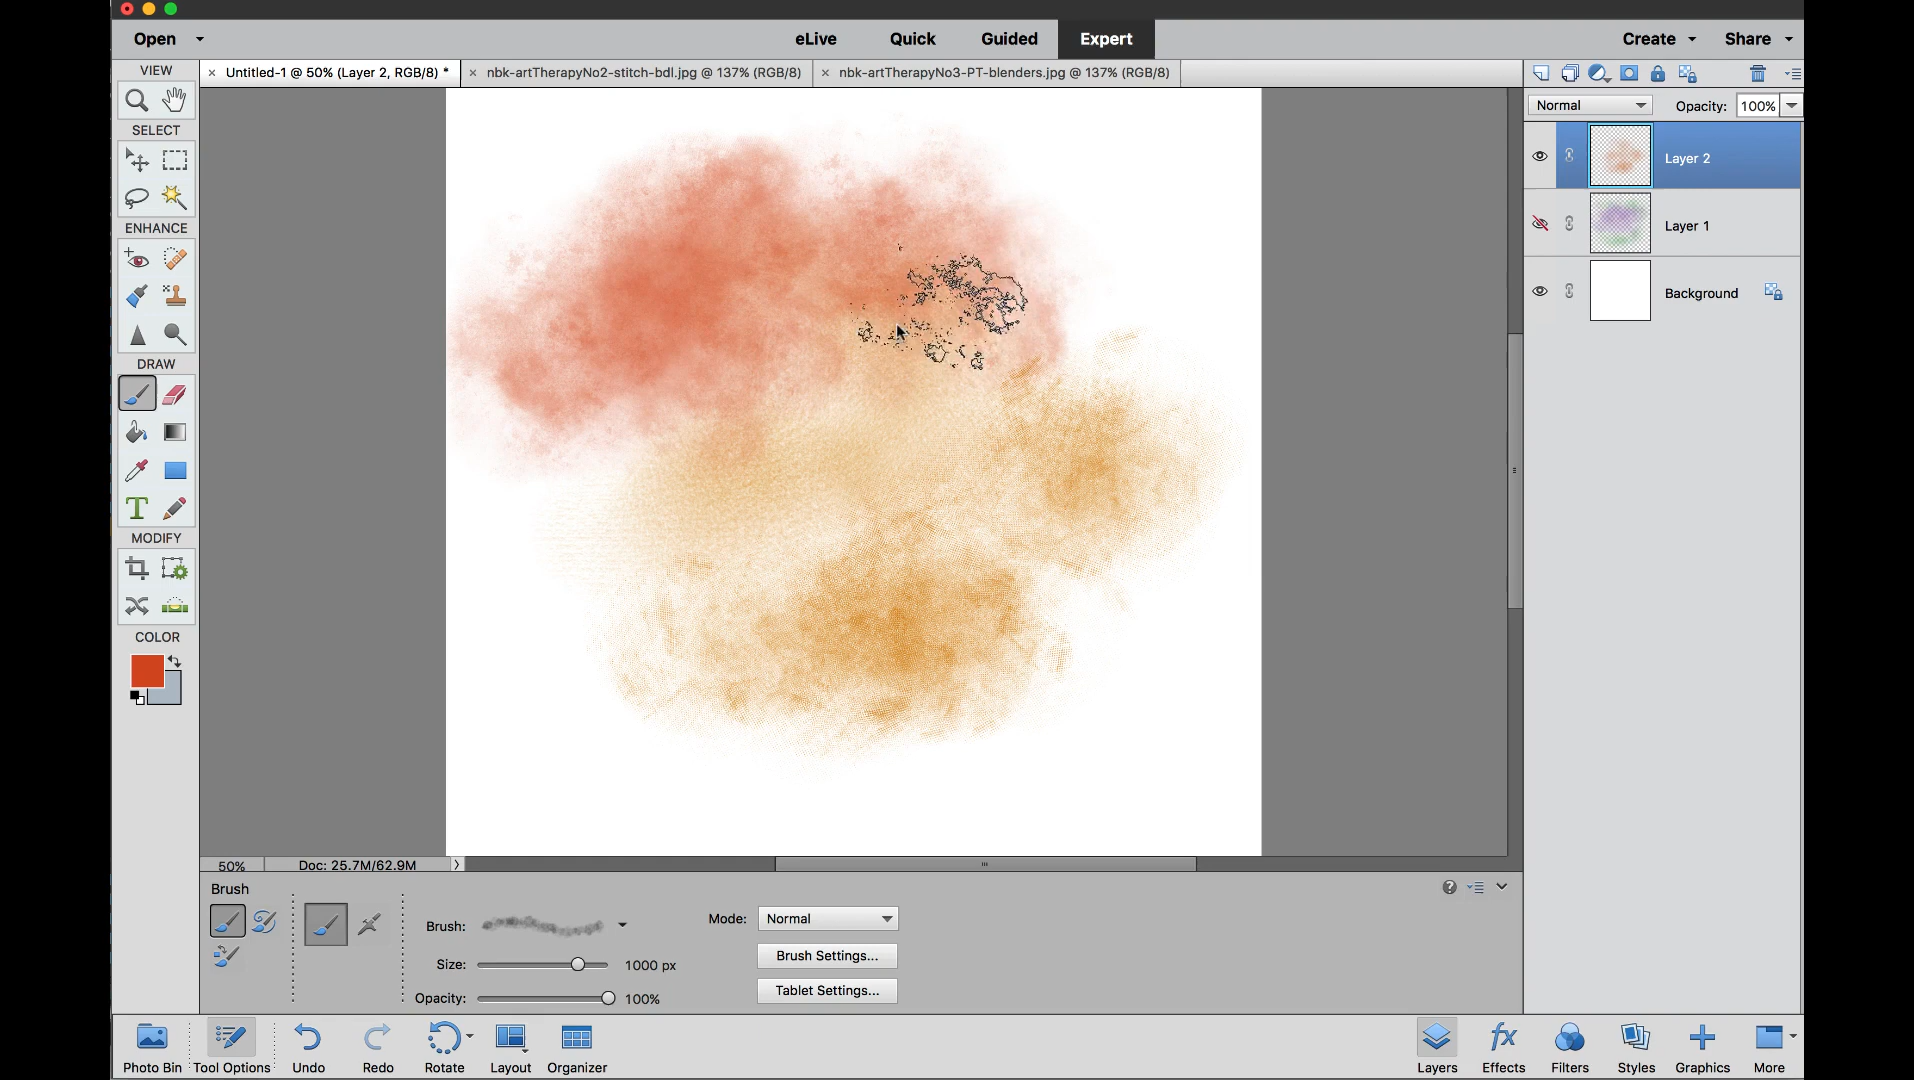 Open
eLive
Quick
Guided
Expert
Create
Share
VIEW
× Untitled-1 @ 50% (Layer 2, RGB/8) *
× nbk-artTherapyNo2-stitch-bdl.jpg @ 137% (RGB/8)
× nbk-artTherapyNo3-PT-blenders.jpg @ 137% (RGB/8)
Normal
Opacity: 100%
SELECT
Layer 2
Layer 1
ENHANCE
Background
DRAW
T
MODIFY
COLOR
50%
Doc: 25.7M/62.9M
Brush
Brush:
Mode: Normal
Size: 1000 px
Brush Settings...
Opacity: 100%
Tablet Settings...
fx
Photo Bin
Tool Options
Undo
Redo
Rotate
Layout
Organizer
Layers
Effects
Filters
Styles
Graphics
More